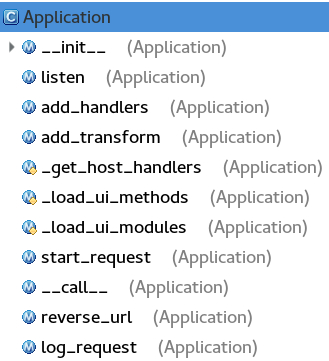 C Application
M __init__ (Application)
M listen (Application)
M add_handlers (Application)
M add_transform (Application)
M _get_host_handlers (Application)
M _load_ui_methods (Application)
M _load_ui_modules (Application)
M start_request (Application)
M __call__ (Application)
M reverse_url (Application)
M log_request (Application)